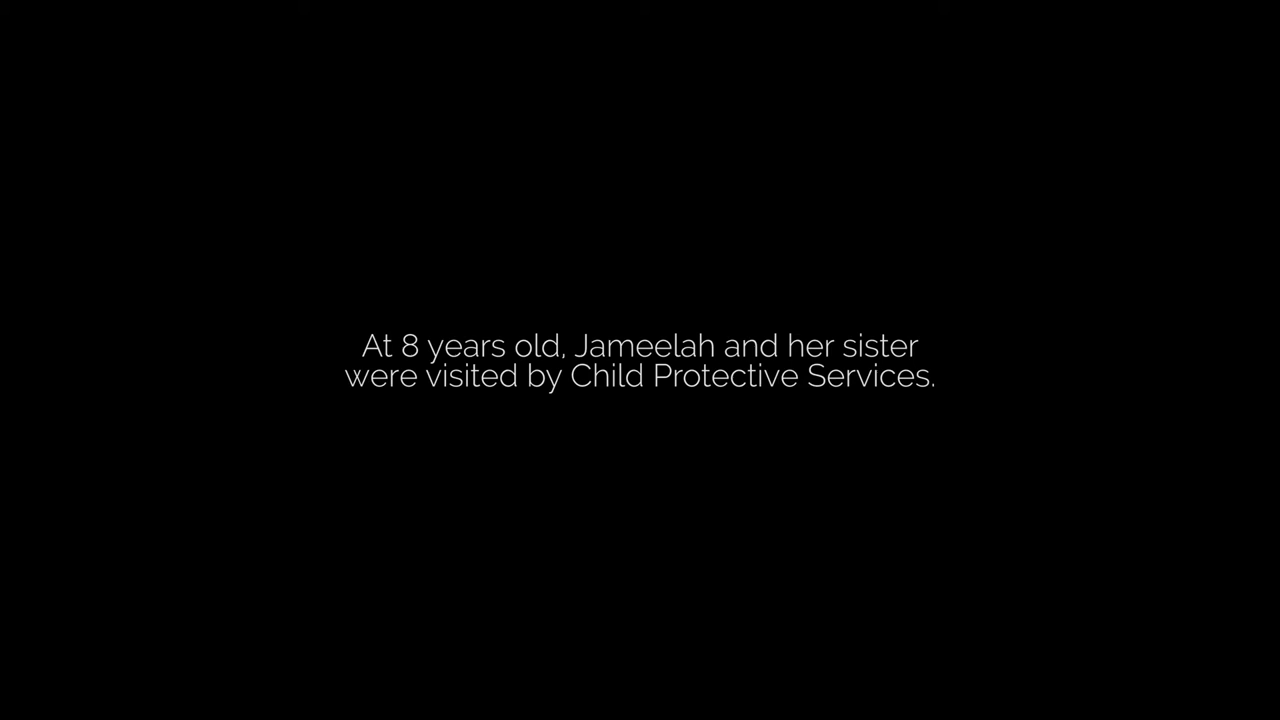 At 8 years old, Jameelah and her sister
were visited by Child Protective Services.